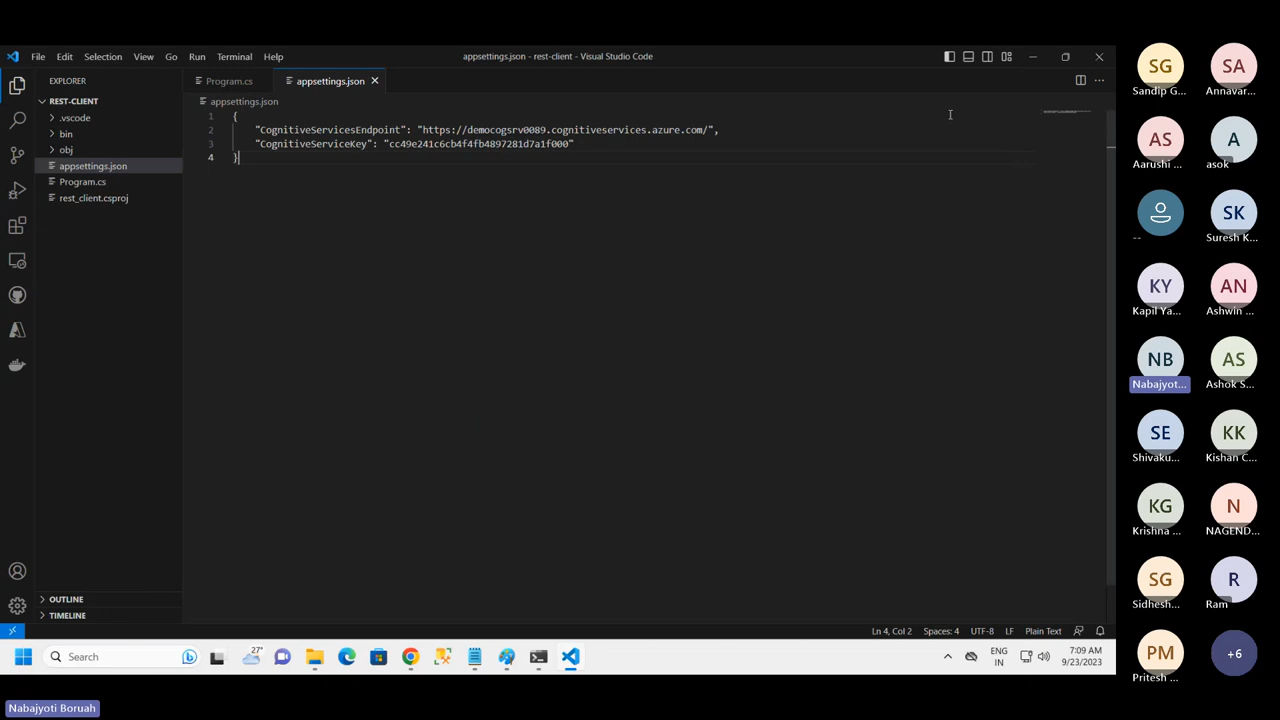 File Edit Selection View Go Run Terminal Help
appsettings.json - rest-client - Visual Studio Code
EXPLORER
REST-CLIENT
.vscode
bin
obj
appsettings.json
Program.cs
rest_client.csproj
OUTLINE
TIMELINE
Program.cs
appsettings.json
appsettings.json
1 {
2 "CognitiveServicesEndpoint": "https://democogsrv0089.cognitiveservices.azure.com/",
3 "CognitiveServiceKey": "cc49e241c6cb4f4fb4897281d7a1f000"
4 }
Ln 4, Col 2 Spaces: 4 UTF-8 LF Plain Text
Search
27°
ENG
IN
7:09 AM
9/23/2023
Nabajyoti Boruah
SG SA
Sandip G... Annavar...
AS A
Aarushi ... asok
SK
-- Suresh K...
KY AN
Kapil Ya... Ashwin ...
NB AS
Nabajyot... Ashok S...
SE KK
Shivaku... Kishan C...
KG N
Krishna ... NAGEND...
SG R
Sidhesh... Ram
PM +6
Pritesh ...